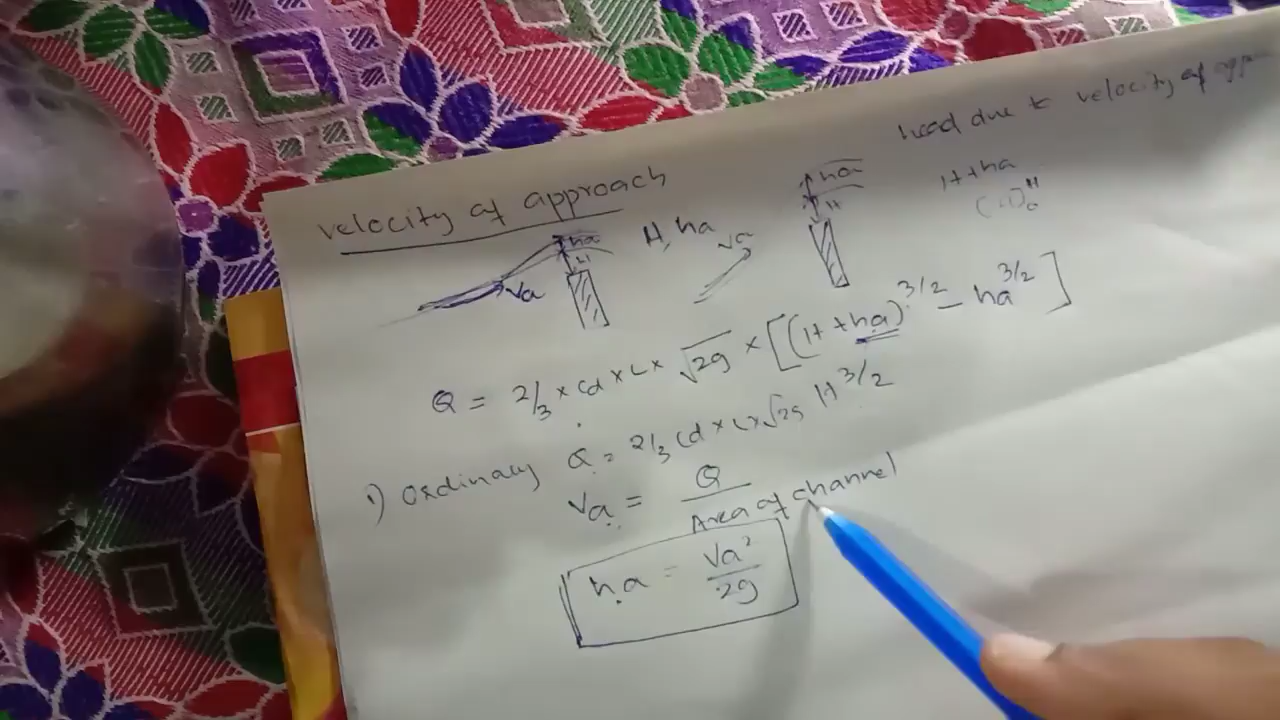 head due to velocity of app
velocity of approach
ha
H
Va
H, ha
Va
ha
H
H+ha
( )
Q = 2/3 × Cd × L × √2g × [(H + ha)^3/2 – ha^3/2]
1) Ordinary Q = 2/3 Cd × L × √2g H^3/2
Va = Q / Area of channel
ha = Va² / 2g